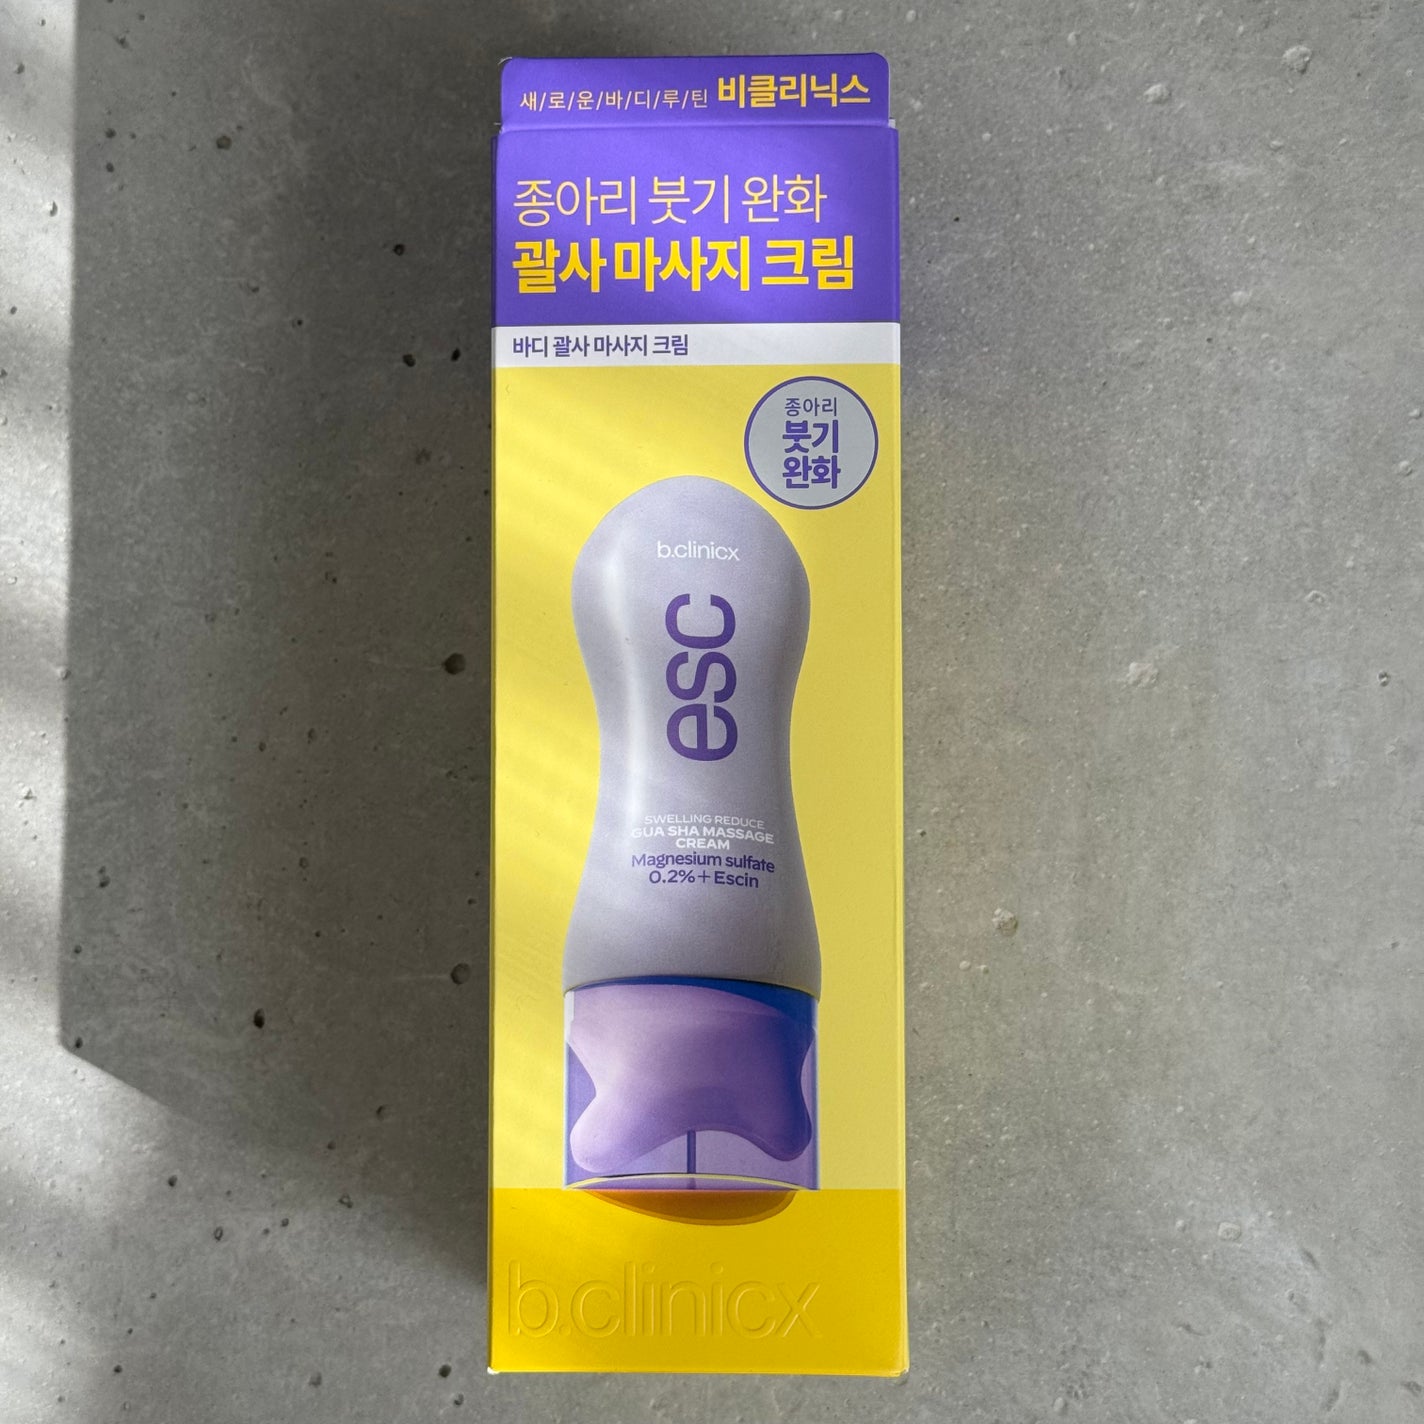 새/로/운/바/디/루/틴 비클리닉스
종아리 붓기 완화
괄사 마사지 크림
바디 괄사 마사지 크림
종아리
붓기
완화
b.clinicx
esc
SWELLING REDUCE
GUA SHA MASSAGE
CREAM
Magnesium sulfate
0.2%+Escin
b.clinicx